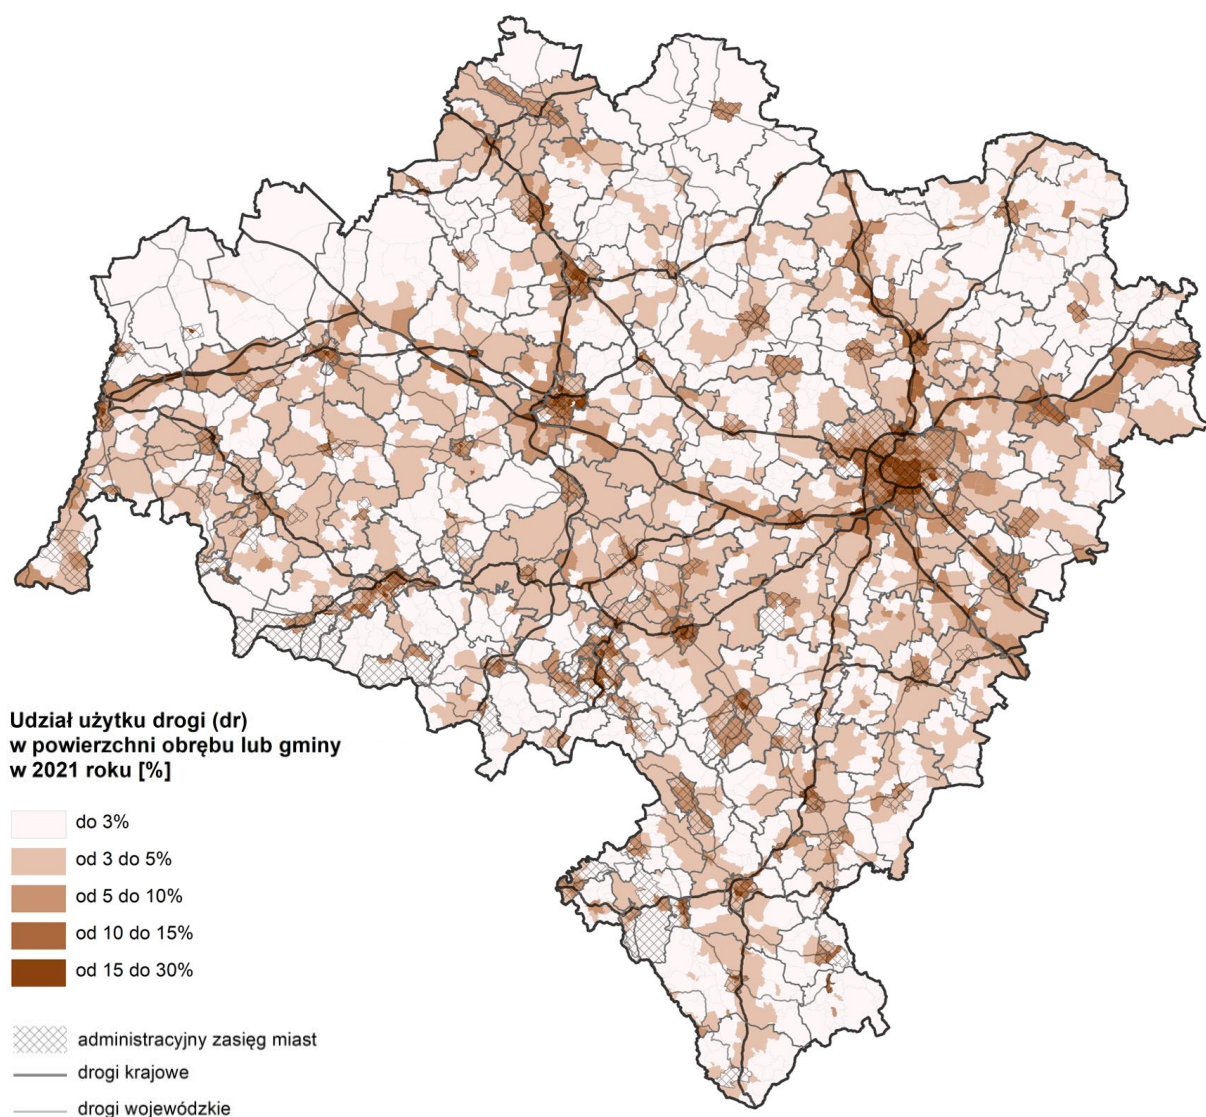 Udział użytku drogi (dr)
w powierzchni obrębu lub gminy
w 2021 roku [%]
do 3%
od 3 do 5%
od 5 do 10%
od 10 do 15%
od 15 do 30%
administracyjny zasięg miast
drogi krajowe
drogi wojewódzkie